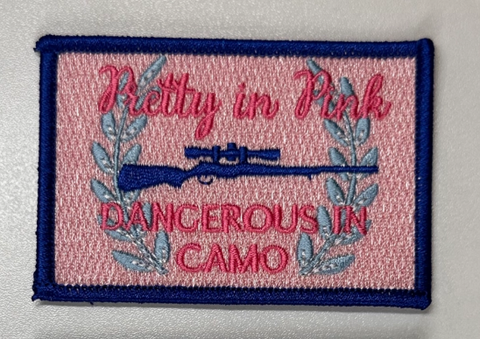 Pretty in Pink
DANGEROUS IN
CAMO